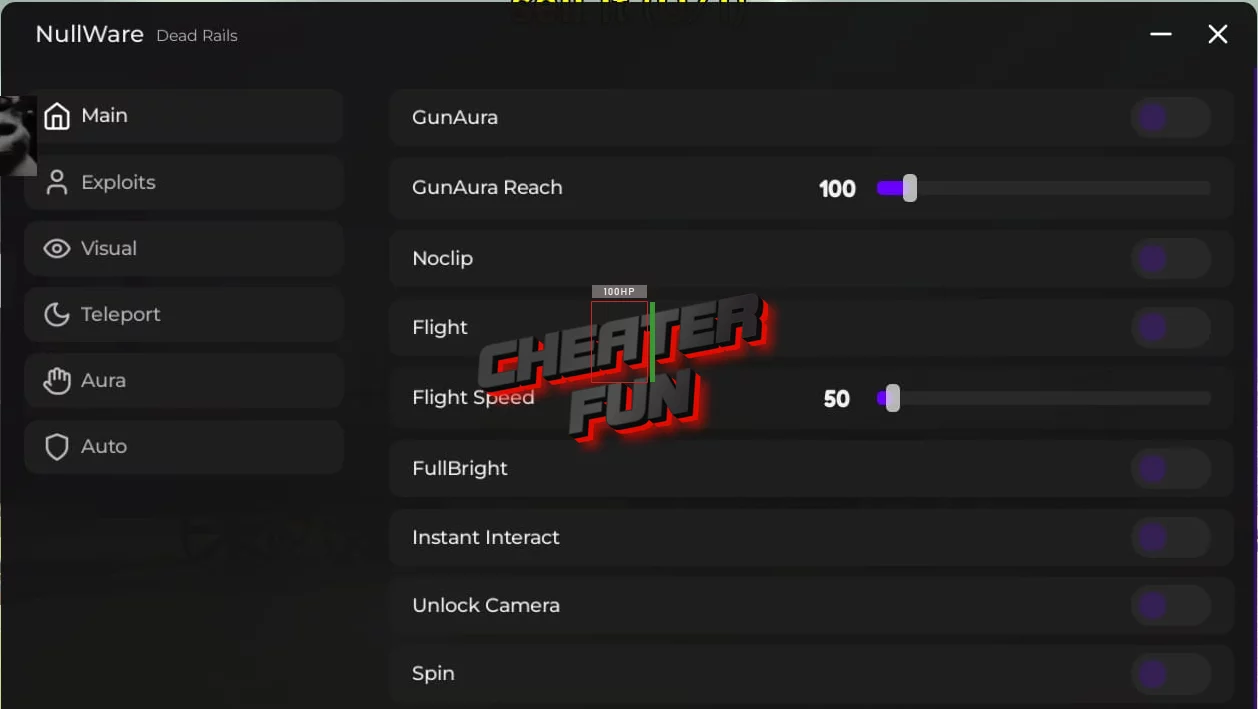 NullWare Dead Rails
Main
Exploits
Visual
Teleport
Aura
Auto
GunAura
GunAura Reach 100
Noclip
100HP
Flight
CHEATER
FUN
Flight Speed 50
FullBright
Instant Interact
Unlock Camera
Spin